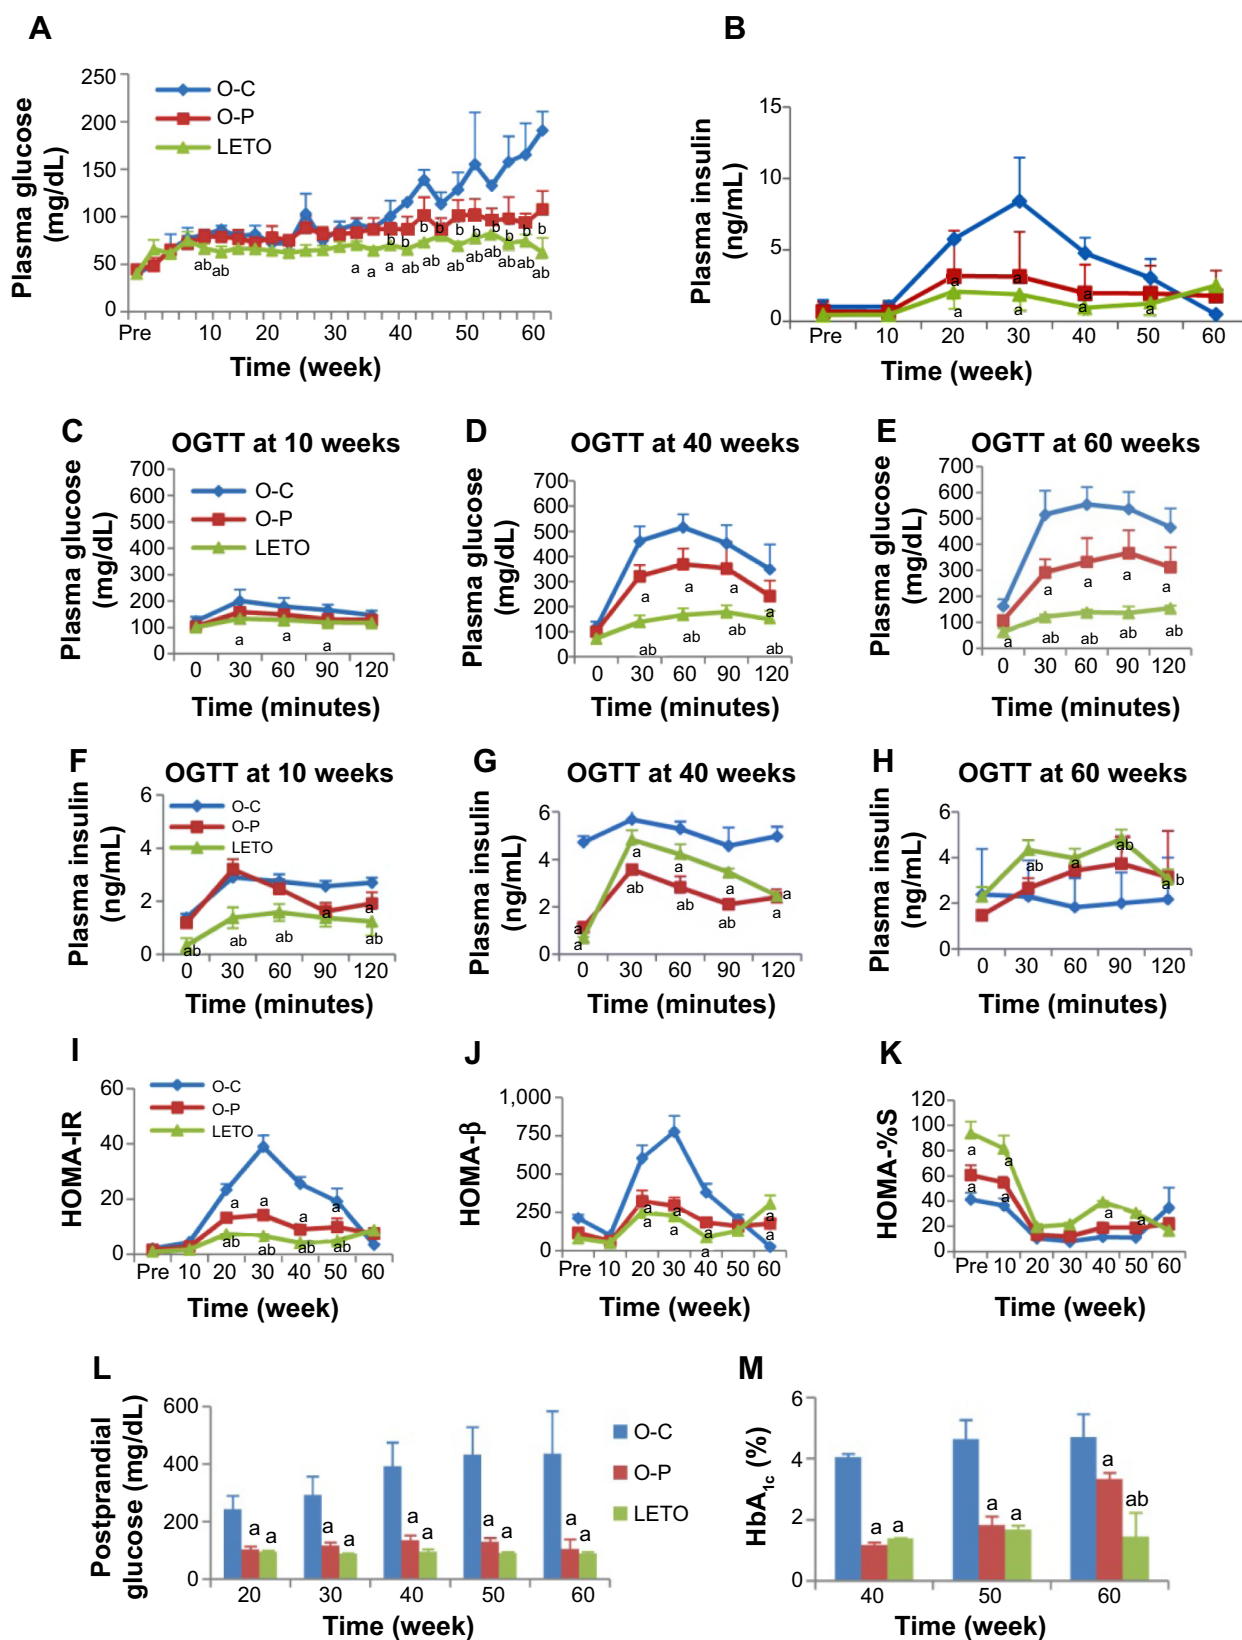 A
250
200
150
100
50
0
Plasma glucose
(mg/dL)
O-C
O-P
LETO
b b b b b b b b b b
ab ab a a a ab ab ab ab ab ab ab
Pre 10 20 30 40 50 60
Time (week)
B
15
10
5
0
Plasma insulin
(ng/mL)
a a a a
a a a a
Pre 10 20 30 40 50 60
Time (week)
C
OGTT at 10 weeks
700
600
500
400
300
200
100
0
Plasma glucose
(mg/dL)
O-C
O-P
LETO
a a a
0 30 60 90 120
Time (minutes)
D
OGTT at 40 weeks
700
600
500
400
300
200
100
0
Plasma glucose
(mg/dL)
a a a a
ab ab ab ab
0 30 60 90 120
Time (minutes)
E
OGTT at 60 weeks
700
600
500
400
300
200
100
0
Plasma glucose
(mg/dL)
a a a a
a ab ab ab ab
0 30 60 90 120
Time (minutes)
F
OGTT at 10 weeks
6
4
2
0
Plasma insulin
(ng/mL)
O-C
O-P
LETO
a a
ab ab ab ab
0 30 60 90 120
Time (minutes)
G
OGTT at 40 weeks
6
4
2
0
Plasma insulin
(ng/mL)
a a a a
a ab ab ab a
a
0 30 60 90 120
Time (minutes)
H
OGTT at 60 weeks
6
4
2
0
Plasma insulin
(ng/mL)
ab a ab b
a
0 30 60 90 120
Time (minutes)
I
60
40
20
0
HOMA-IR
O-C
O-P
LETO
a a a a
ab ab ab ab
Pre 10 20 30 40 50 60
Time (week)
J
1,000
750
500
250
0
HOMA-β
a a a
a a a a
Pre 10 20 30 40 50 60
Time (week)
K
120
100
80
60
40
20
0
HOMA-%S
a a
a a a a
Pre 10 20 30 40 50 60
Time (week)
L
600
400
200
0
Postprandial
glucose (mg/dL)
O-C
O-P
LETO
a a a a a a a a a a
20 30 40 50 60
Time (week)
M
4
2
0
6
HbA1c (%)
a a a a a ab
40 50 60
Time (week)